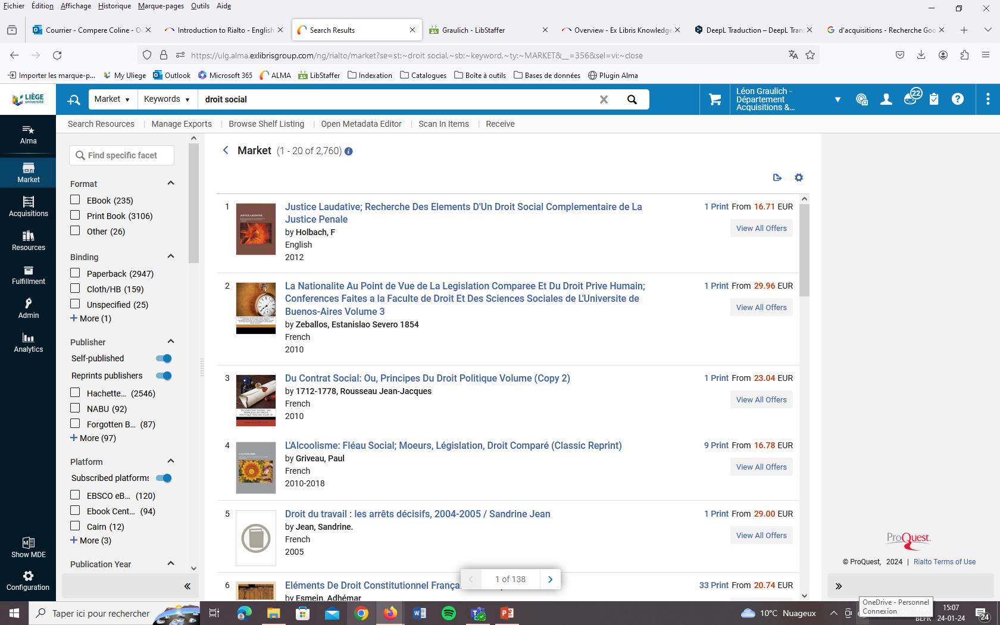 Fichier Édition Affichage Historique Marque-pages Outils Aide
Courrier - Compere Coline - Ou
Introduction to Rialto - English
Search Results
Graulich - LibStaffer
Overview - Ex Libris Knowledge
DeepL Traduction – DeepL Tran
d'acquisitions - Recherche Goo
https://ulg.alma.exlibrisgroup.com/ng/rialto/market?se=st:~droit social,~sb:~keyword,~ty:~MARKET&__=356&sel=vi:~close
Importer les marque-p... My Uliege Outlook Microsoft 365 ALMA LibStaffer Indexation Catalogues Boîte à outils Bases de données Plugin Alma
LIÈGE université
Market ▼ Keywords ▼ droit social
Léon Graulich -
Département
Acquisitions &...
22
Search Resources | Manage Exports | Browse Shelf Listing | Open Metadata Editor | Scan In Items | Receive
Alma
Market
Acquisitions
Resources
Fulfillment
Admin
Analytics
Show MDE
Configuration
Find specific facet
Format
EBook (235)
Print Book (3106)
Other (26)
Binding
Paperback (2947)
Cloth/HB (159)
Unspecified (25)
+ More (1)
Publisher
Self-published
Reprints publishers
Hachette... (2546)
NABU (92)
Forgotten B... (87)
+ More (97)
Platform
Subscribed platforms
EBSCO eB... (120)
Ebook Cent... (94)
Cairn (12)
+ More (3)
Publication Year
«
Market (1 - 20 of 2,760)
1
JUSTICE LAUDATIVE
Justice Laudative; Recherche Des Elements D'Un Droit Social Complementaire de La
Justice Penale
by Holbach, F
English
2012
1 Print From 16.71 EUR
View All Offers
2
La Nationalite Au Point de Vue de La Legislation Comparee Et Du Droit Prive Humain;
Conferences Faites a la Faculte de Droit Et Des Sciences Sociales de L'Universite de
Buenos-Aires Volume 3
by Zeballos, Estanislao Severo 1854
French
2010
1 Print From 29.96 EUR
View All Offers
3
Du Contrat Social: Ou, Principes Du Droit Politique Volume (Copy 2)
by 1712-1778, Rousseau Jean-Jacques
French
2010
1 Print From 23.04 EUR
View All Offers
4
L'ALCOOLISME
L'Alcoolisme: Fléau Social; Moeurs, Législation, Droit Comparé (Classic Reprint)
by Griveau, Paul
French
2010-2018
9 Print From 16.78 EUR
View All Offers
5
Droit du travail : les arrêts décisifs, 2004-2005 / Sandrine Jean
by Jean, Sandrine.
French
2005
1 Print From 29.00 EUR
View All Offers
6
Eléments De Droit Constitutionnel França
by Esmein, Adhémar
33 Print From 20.74 EUR
1 of 138
ProQuest.
© ProQuest, 2024 | Rialto Terms of Use
»
OneDrive - Personnel
Connexion
Taper ici pour rechercher
10°C Nuageux
15:07
BEFR 24-01-24
24